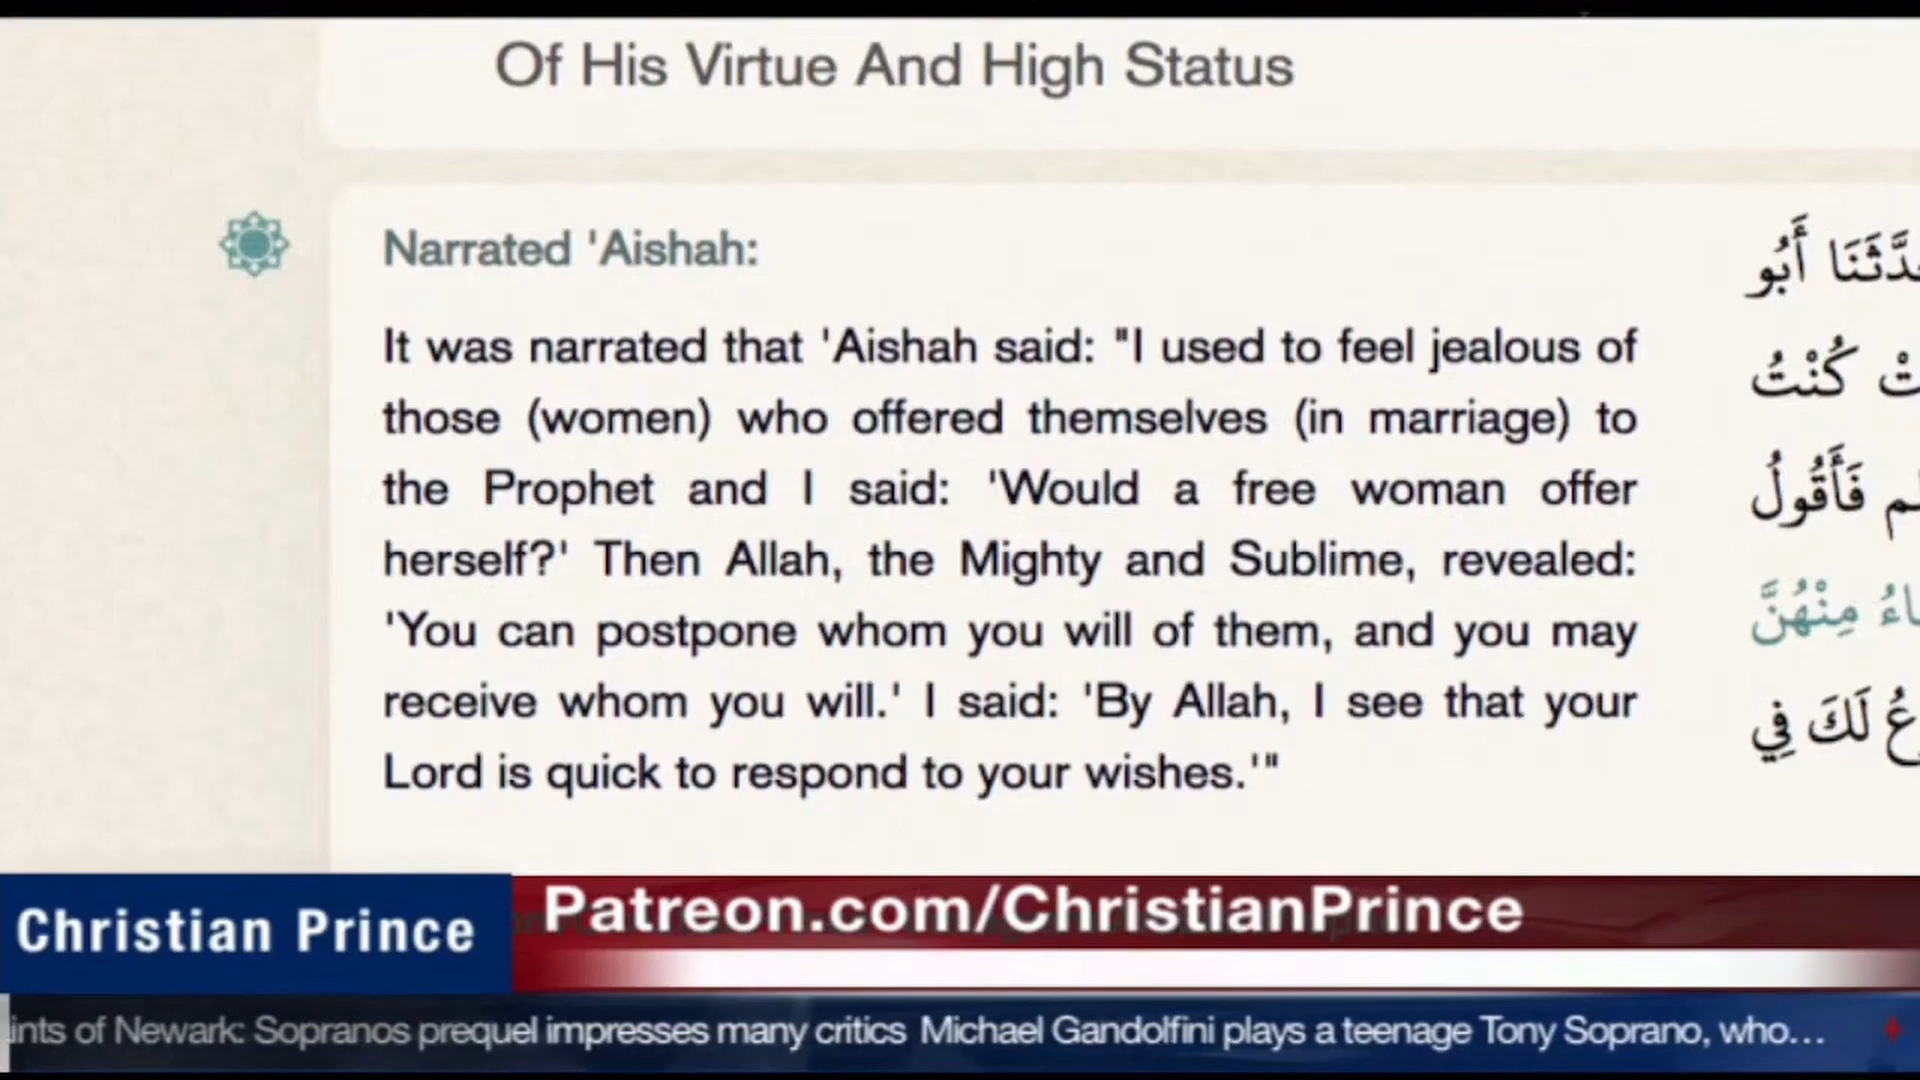 Of His Virtue And High Status
Narrated 'Aishah:
It was narrated that 'Aishah said: "I used to feel jealous of
those (women) who offered themselves (in marriage) to
the Prophet and I said: 'Would a free woman offer
herself?' Then Allah, the Mighty and Sublime, revealed:
'You can postpone whom you will of them, and you may
receive whom you will.' I said: 'By Allah, I see that your
Lord is quick to respond to your wishes.'"
أَبُو
كُنْتُ
فَأَقُولُ
مِنْهُنَّ
لَكَ فِي
Christian Prince
Patreon.com/ChristianPrince
of Newark: Sopranos prequel impresses many critics Michael Gandolfini plays a teenage Tony Soprano, who...